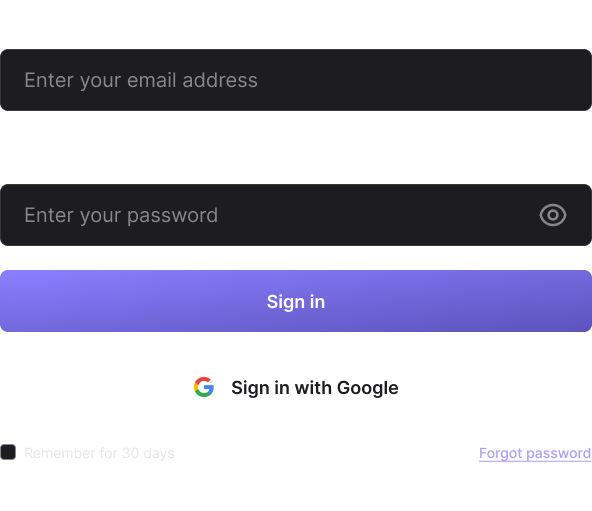 Enter your email address
Enter your password
Sign in
Sign in with Google
Remember for 30 days
Forgot password